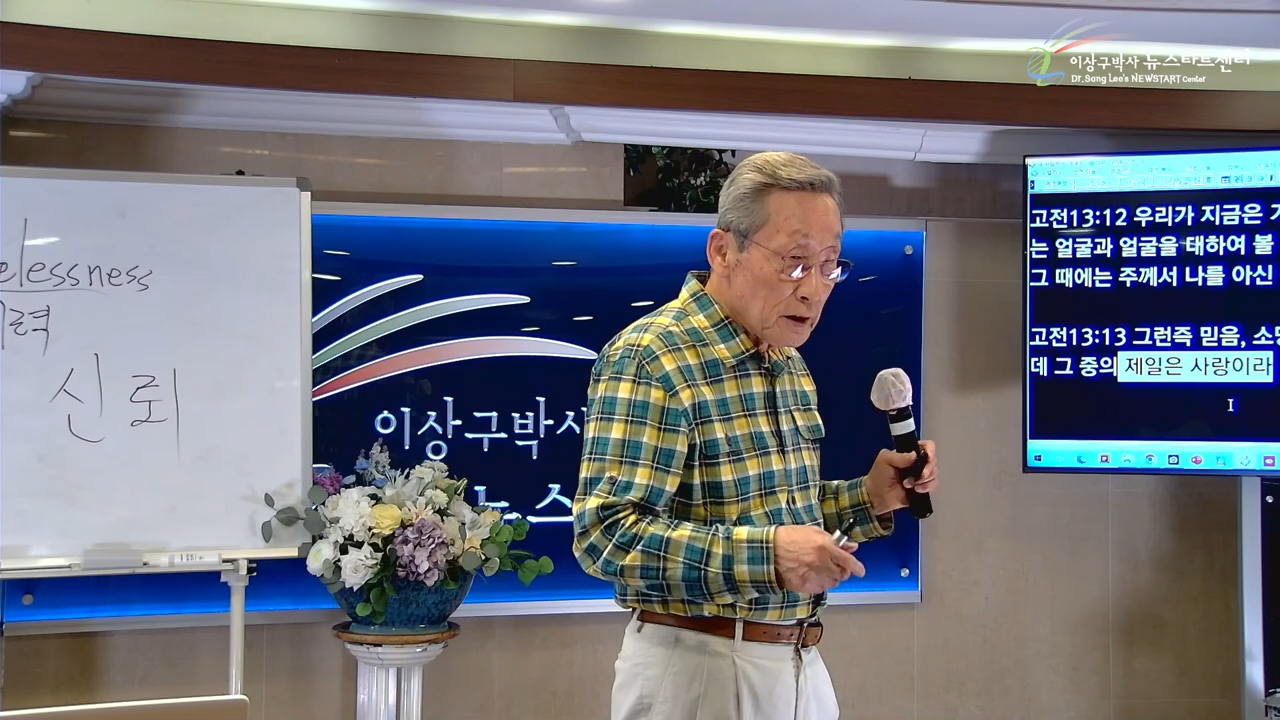 이상구박사 뉴스타트센터
Dr. Sang Lee's NEWSTART Center
elessness
력
신뢰
이상구박사
뉴스
고전13:12 우리가 지금은 거
는 얼굴과 얼굴을 대하여 볼
그 때에는 주께서 나를 아신
고전13:13 그런즉 믿음, 소망
데 그 중의 제일은 사랑이라